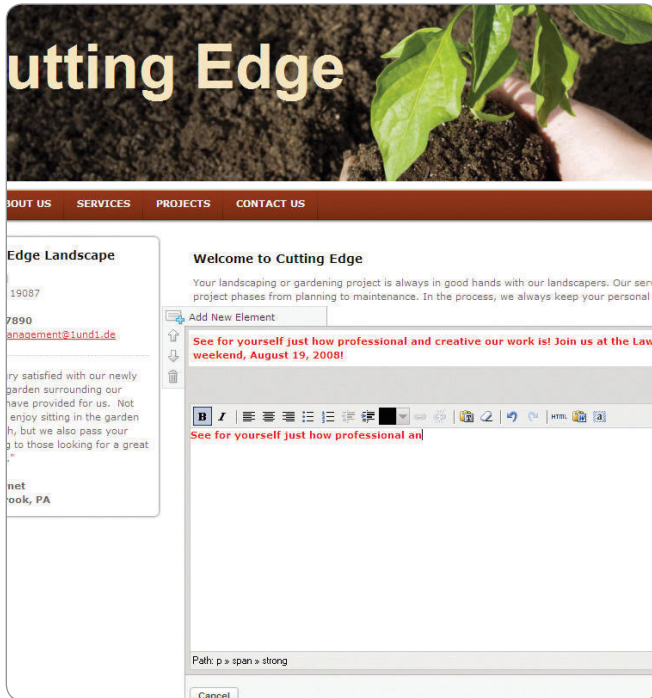 utting Edge
BOUT US SERVICES PROJECTS CONTACT US
Edge Landscape
19087
7890
anagement@1und1.de
ry satisfied with our newly
garden surrounding our
have provided for us. Not
enjoy sitting in the garden
h, but we also pass your
g to those looking for a great
."
net
rook, PA
Welcome to Cutting Edge
Your landscaping or gardening project is always in good hands with our landscapers. Our serv
project phases from planning to maintenance. In the process, we always keep your personal
Add New Element
See for yourself just how professional and creative our work is! Join us at the Law
weekend, August 19, 2008!
B I HTML
See for yourself just how professional an
Path: p » span » strong
Cancel